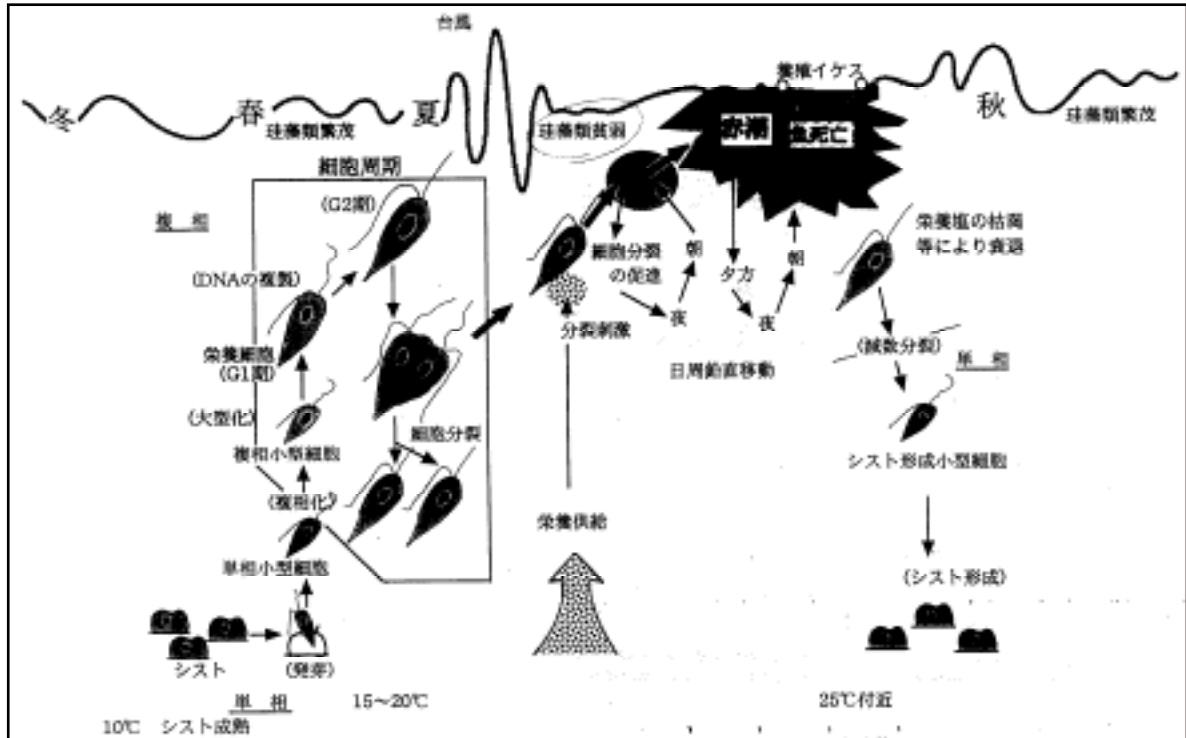 台風
養殖イケス
冬
春
夏
秋
珪藻類繁茂
珪藻類貧弱
珪藻類繁茂
赤潮
魚死亡
細胞周期
(G2期)
複 相
(DNAの複製)
栄養細胞
(G1期)
(大型化)
複相小型細胞
(複相化)
単相小型細胞
細胞分裂
細胞分裂
の促進
朝
夜
夕方
夜
朝
分裂刺激
日周鉛直移動
栄養供給
栄養塩の枯渇
等により衰退
(減数分裂)
単 相
シスト形成小型細胞
(シスト形成)
シスト
(発芽)
単 相
15~20℃
25℃付近
10℃ シスト成熟